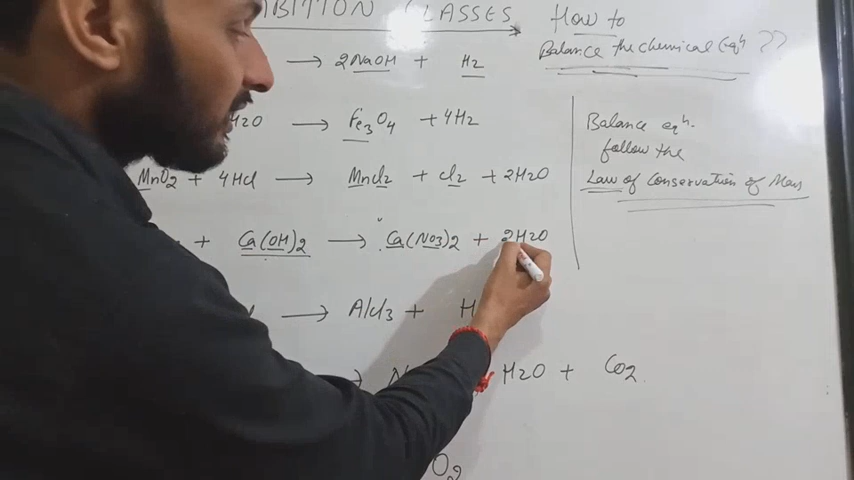 BITION CLASSES
How to
Balance the chemical Eqn ??
→ 2NaOH + H2
H2O → Fe3O4 + 4H2
MnO2 + 4HCl → MnCl2 + Cl2 + 2H2O
+ Ca(OH)2 → Ca(NO3)2 + 2H2O
→ AlCl3 + H
→ N H2O + CO2
O2
Balance eqn.
follow the
Law of Conservation of Mass